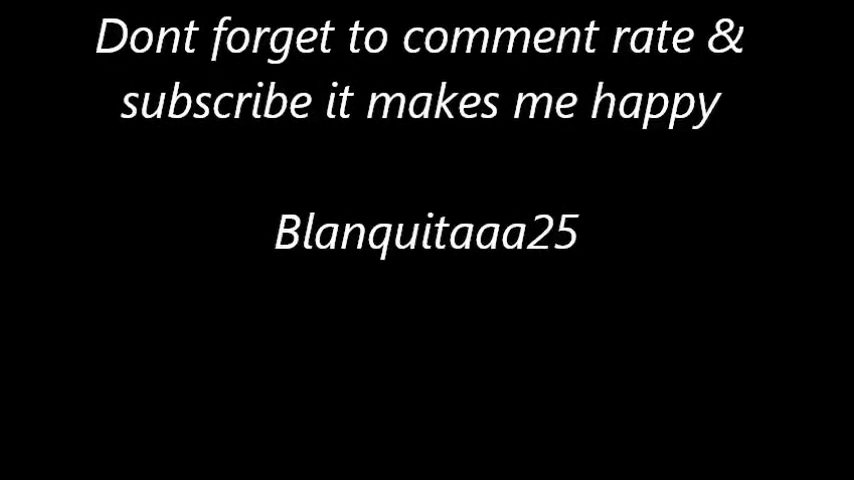 Dont forget to comment rate &
subscribe it makes me happy
Blanquitaaa25